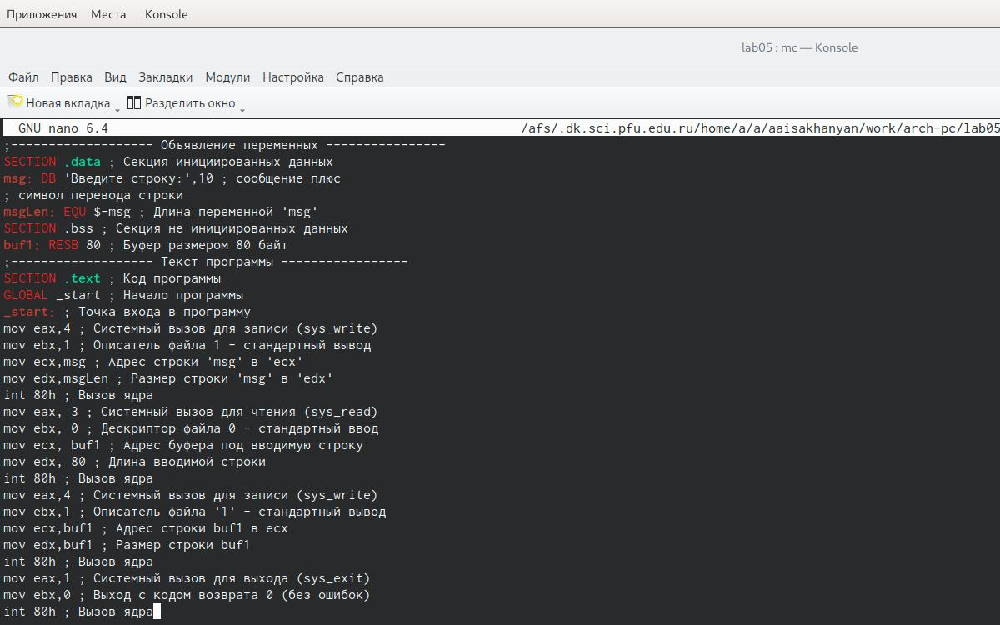 Приложения Места Konsole
lab05 : mc — Konsole
Файл Правка Вид Закладки Модули Настройка Справка
Новая вкладка Разделить окно
GNU nano 6.4 /afs/.dk.sci.pfu.edu.ru/home/a/a/aaisakhanyan/work/arch-pc/lab05
;------------------- Объявление переменных ----------------
SECTION .data ; Секция инициированных данных
msg: DB 'Введите строку:',10 ; сообщение плюс
; символ перевода строки
msgLen: EQU $-msg ; Длина переменной 'msg'
SECTION .bss ; Секция не инициированных данных
buf1: RESB 80 ; Буфер размером 80 байт
;------------------- Текст программы -----------------
SECTION .text ; Код программы
GLOBAL _start ; Начало программы
_start: ; Точка входа в программу
mov eax,4 ; Системный вызов для записи (sys_write)
mov ebx,1 ; Описатель файла 1 - стандартный вывод
mov ecx,msg ; Адрес строки 'msg' в 'ecx'
mov edx,msgLen ; Размер строки 'msg' в 'edx'
int 80h ; Вызов ядра
mov eax, 3 ; Системный вызов для чтения (sys_read)
mov ebx, 0 ; Дескриптор файла 0 - стандартный ввод
mov ecx, buf1 ; Адрес буфера под вводимую строку
mov edx, 80 ; Длина вводимой строки
int 80h ; Вызов ядра
mov eax,4 ; Системный вызов для записи (sys_write)
mov ebx,1 ; Описатель файла '1' - стандартный вывод
mov ecx,buf1 ; Адрес строки buf1 в ecx
mov edx,buf1 ; Размер строки buf1
int 80h ; Вызов ядра
mov eax,1 ; Системный вызов для выхода (sys_exit)
mov ebx,0 ; Выход с кодом возврата 0 (без ошибок)
int 80h ; Вызов ядра